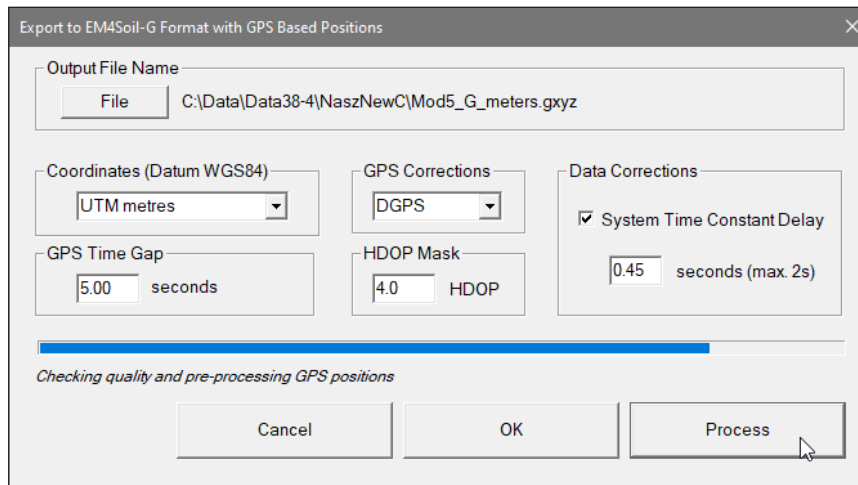 Export to EM4Soil-G Format with GPS Based Positions
Output File Name
File
C:\Data\Data38-4\NaszNewC\Mod5_G_meters.gxyz
Coordinates (Datum WGS84)
UTM metres
GPS Corrections
DGPS
Data Corrections
System Time Constant Delay
0.45 seconds (max. 2s)
GPS Time Gap
5.00 seconds
HDOP Mask
4.0 HDOP
Checking quality and pre-processing GPS positions
Cancel
OK
Process